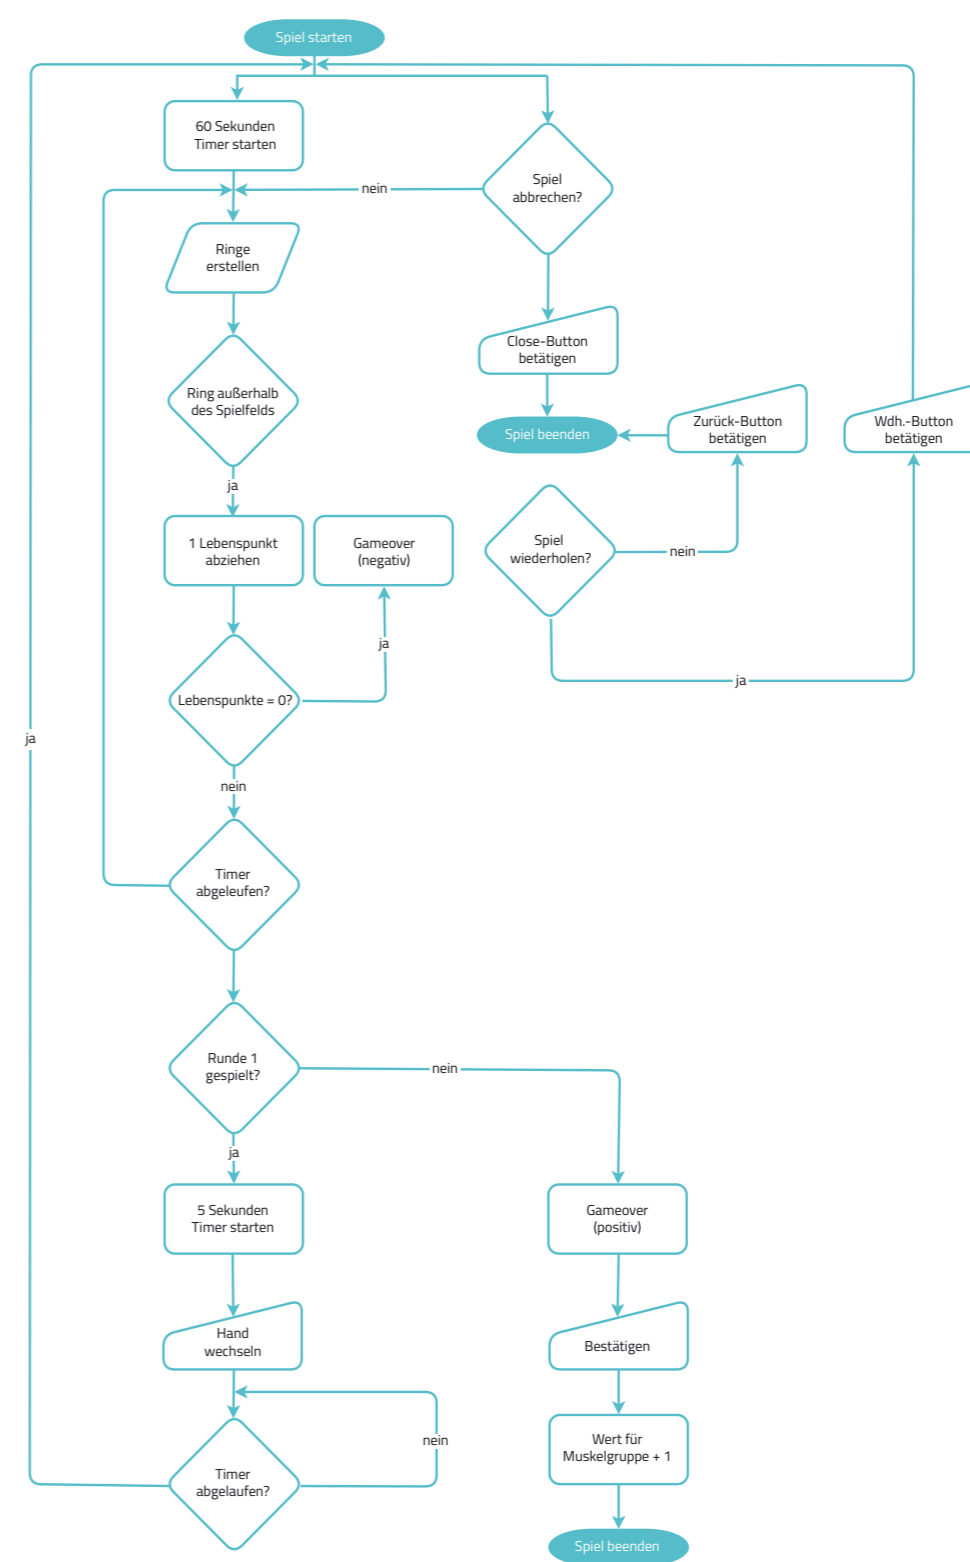 Spiel starten
60 Sekunden
Timer starten
Spiel
abbrechen?
nein
Ringe
erstellen
Close-Button
betätigen
Ring außerhalb
des Spielfelds
Spiel beenden
Zurück-Button
betätigen
Wdh.-Button
betätigen
ja
1 Lebenspunkt
abziehen
Gameover
(negativ)
Spiel
wiederholen?
nein
ja
Lebenspunkte = 0?
ja
ja
nein
Timer
abgeleufen?
Runde 1
gespielt?
nein
ja
5 Sekunden
Timer starten
Gameover
(positiv)
Hand
wechseln
Bestätigen
nein
Wert für
Muskelgruppe + 1
Timer
abgelaufen?
Spiel beenden